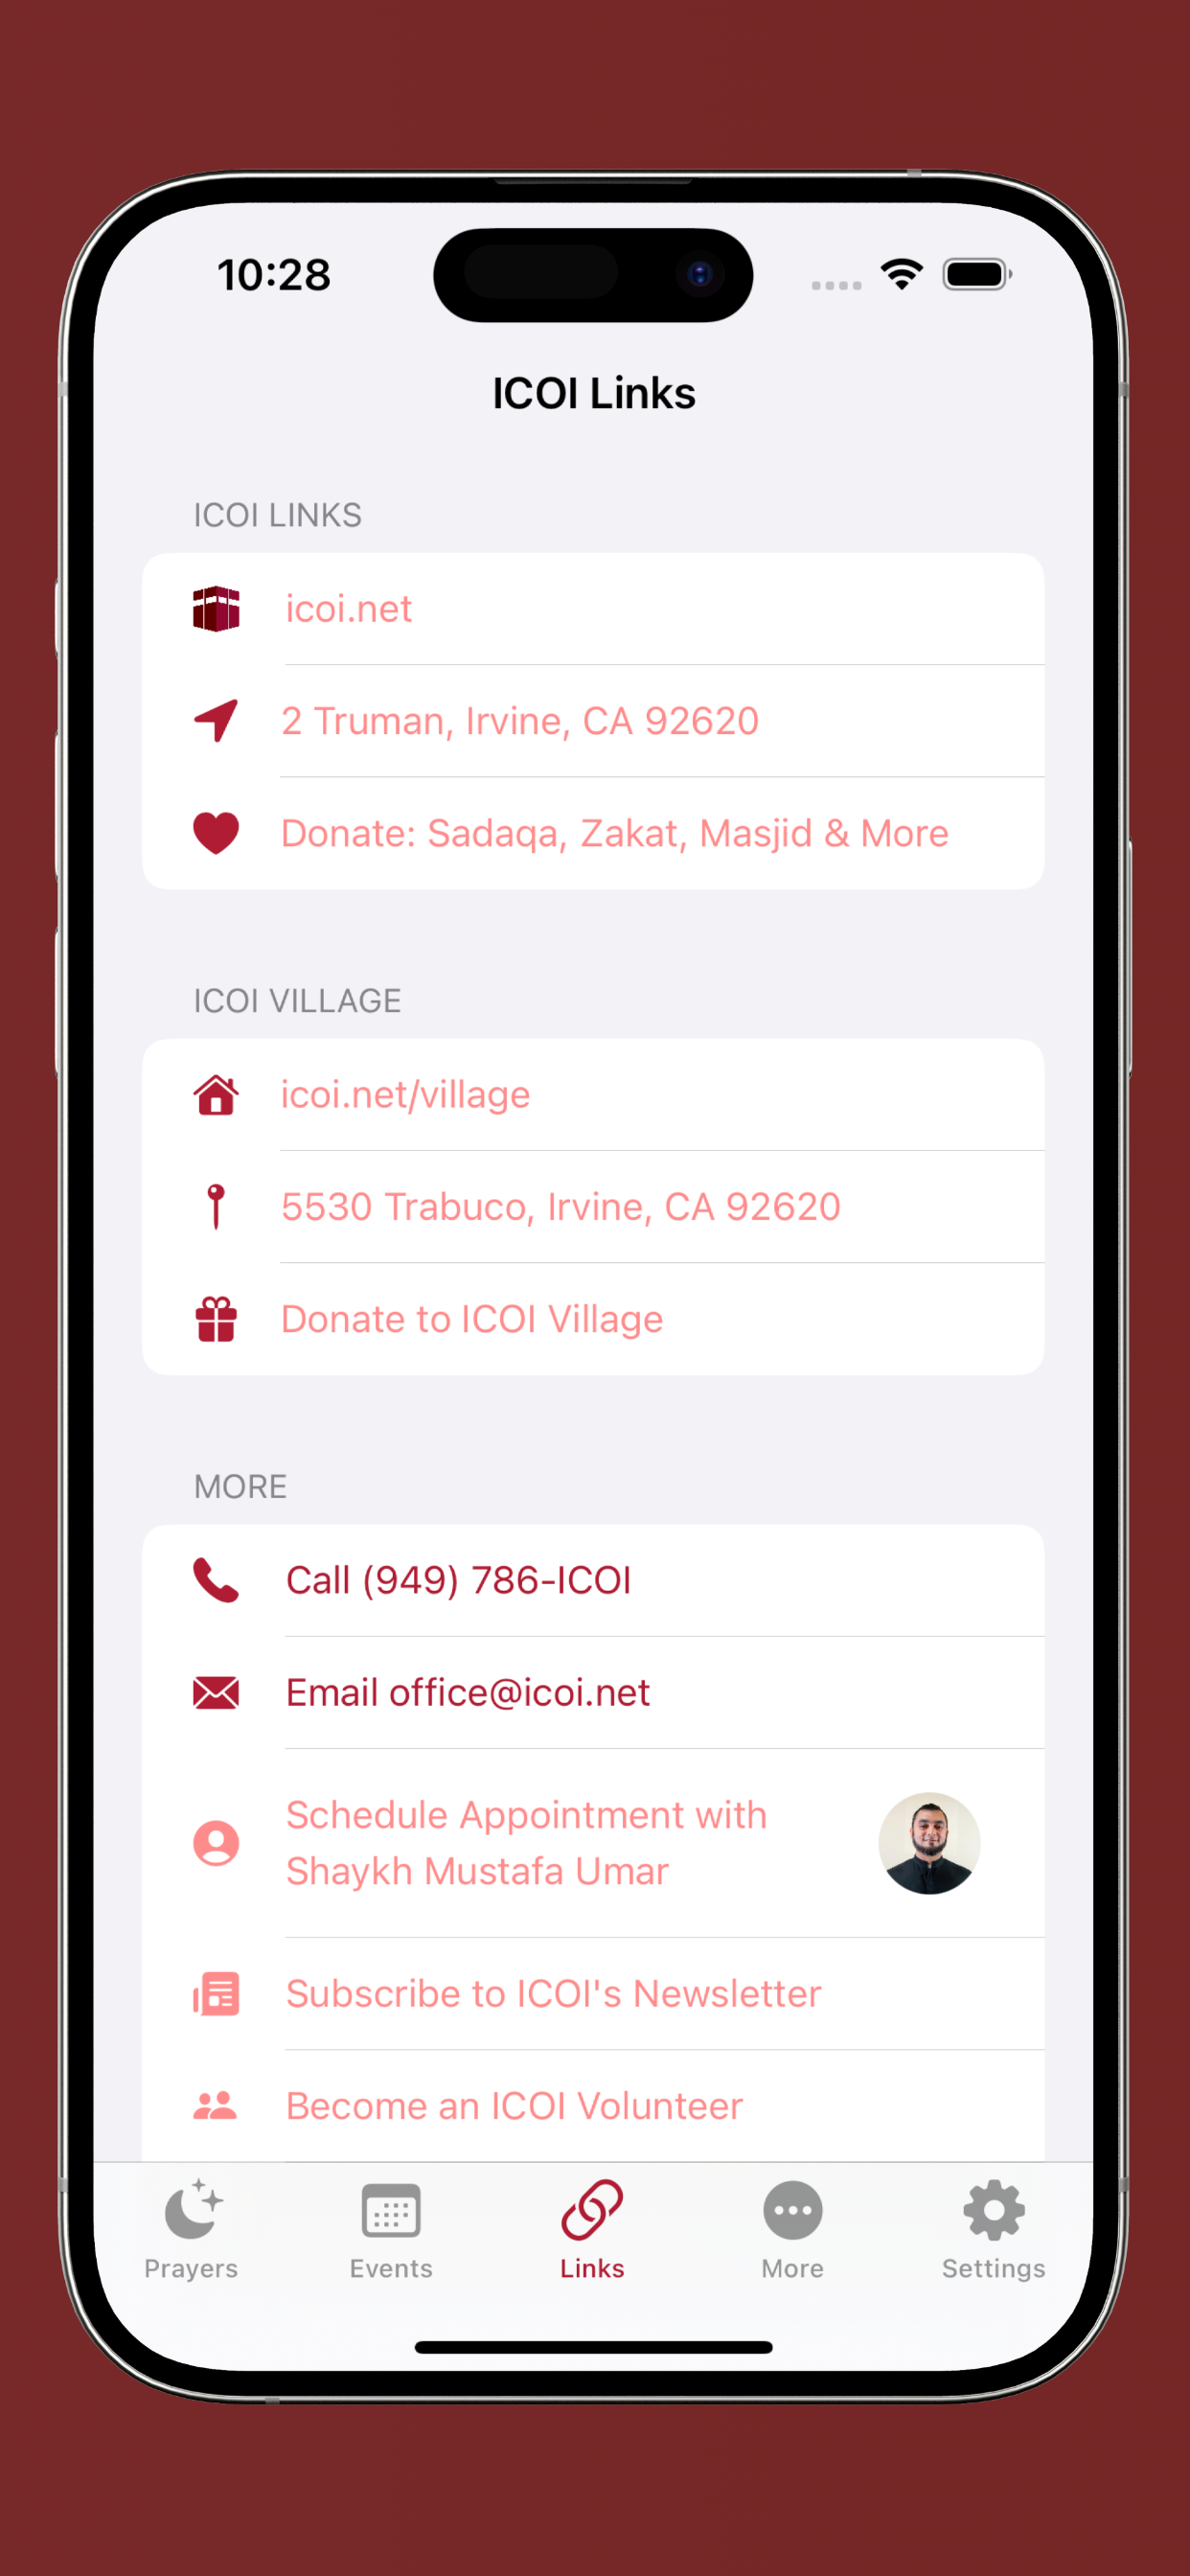 10:28
ICOI Links
ICOI LINKS
icoi.net
2 Truman, Irvine, CA 92620
Donate: Sadaqa, Zakat, Masjid & More
ICOI VILLAGE
icoi.net/village
5530 Trabuco, Irvine, CA 92620
Donate to ICOI Village
MORE
Call (949) 786-ICOI
Email office@icoi.net
Schedule Appointment with
Shaykh Mustafa Umar
Subscribe to ICOI's Newsletter
Become an ICOI Volunteer
Prayers
Events
Links
More
Settings